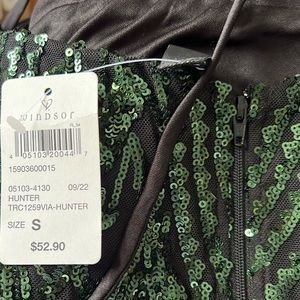 windsor
4 05103 20044 7
15903600015
05103-4130 09/22
HUNTER
TRC1259VIA-HUNTER
SIZE S
$52.90